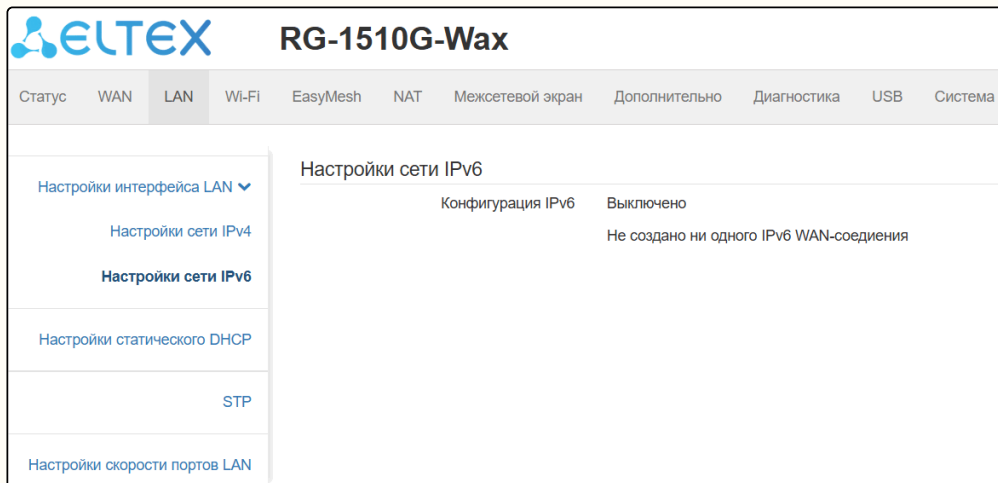 ELTEX RG-1510G-Wax
Статус WAN LAN Wi-Fi EasyMesh NAT Межсетевой экран Дополнительно Диагностика USB Система
Настройки интерфейса LAN
Настройки сети IPv4
Настройки сети IPv6
Настройки статического DHCP
STP
Настройки скорости портов LAN
Настройки сети IPv6
Конфигурация IPv6 Выключено
Не создано ни одного IPv6 WAN-соедиения